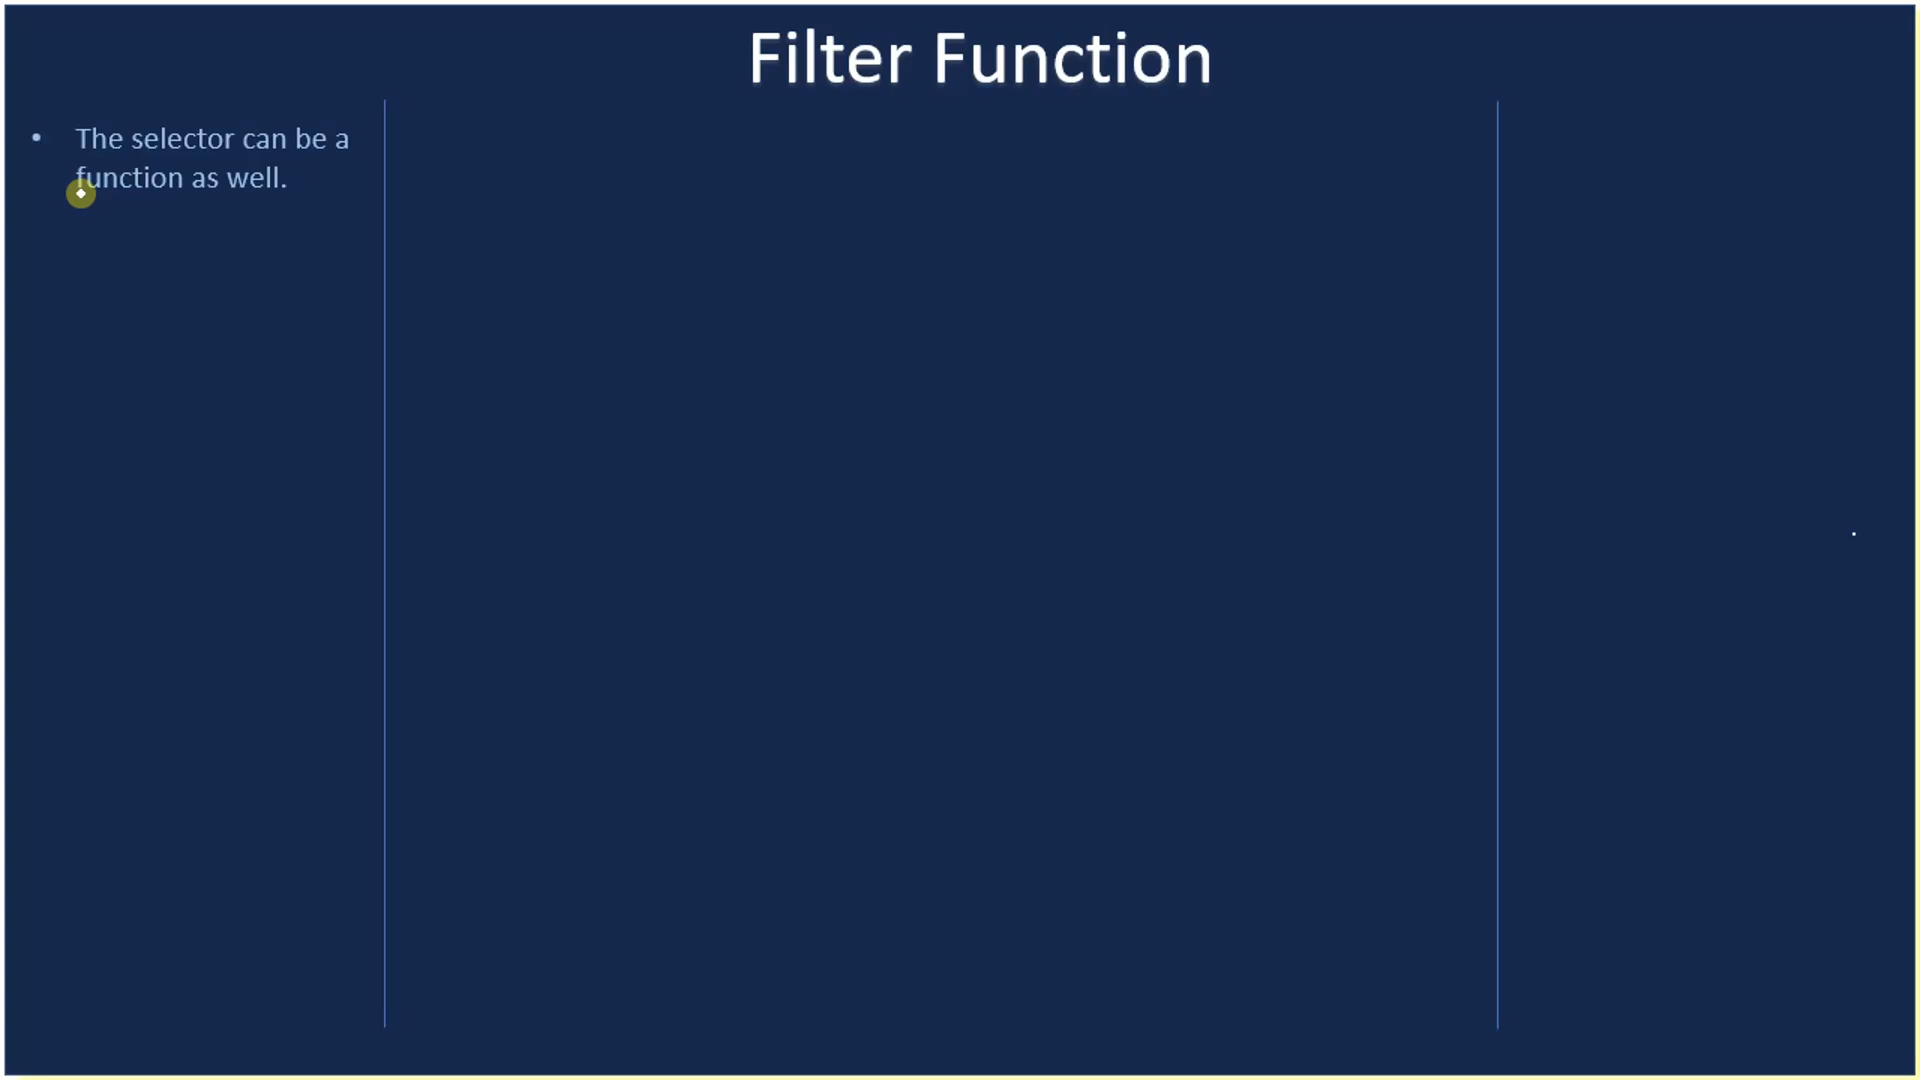 Filter Function
• The selector can be a
function as well.